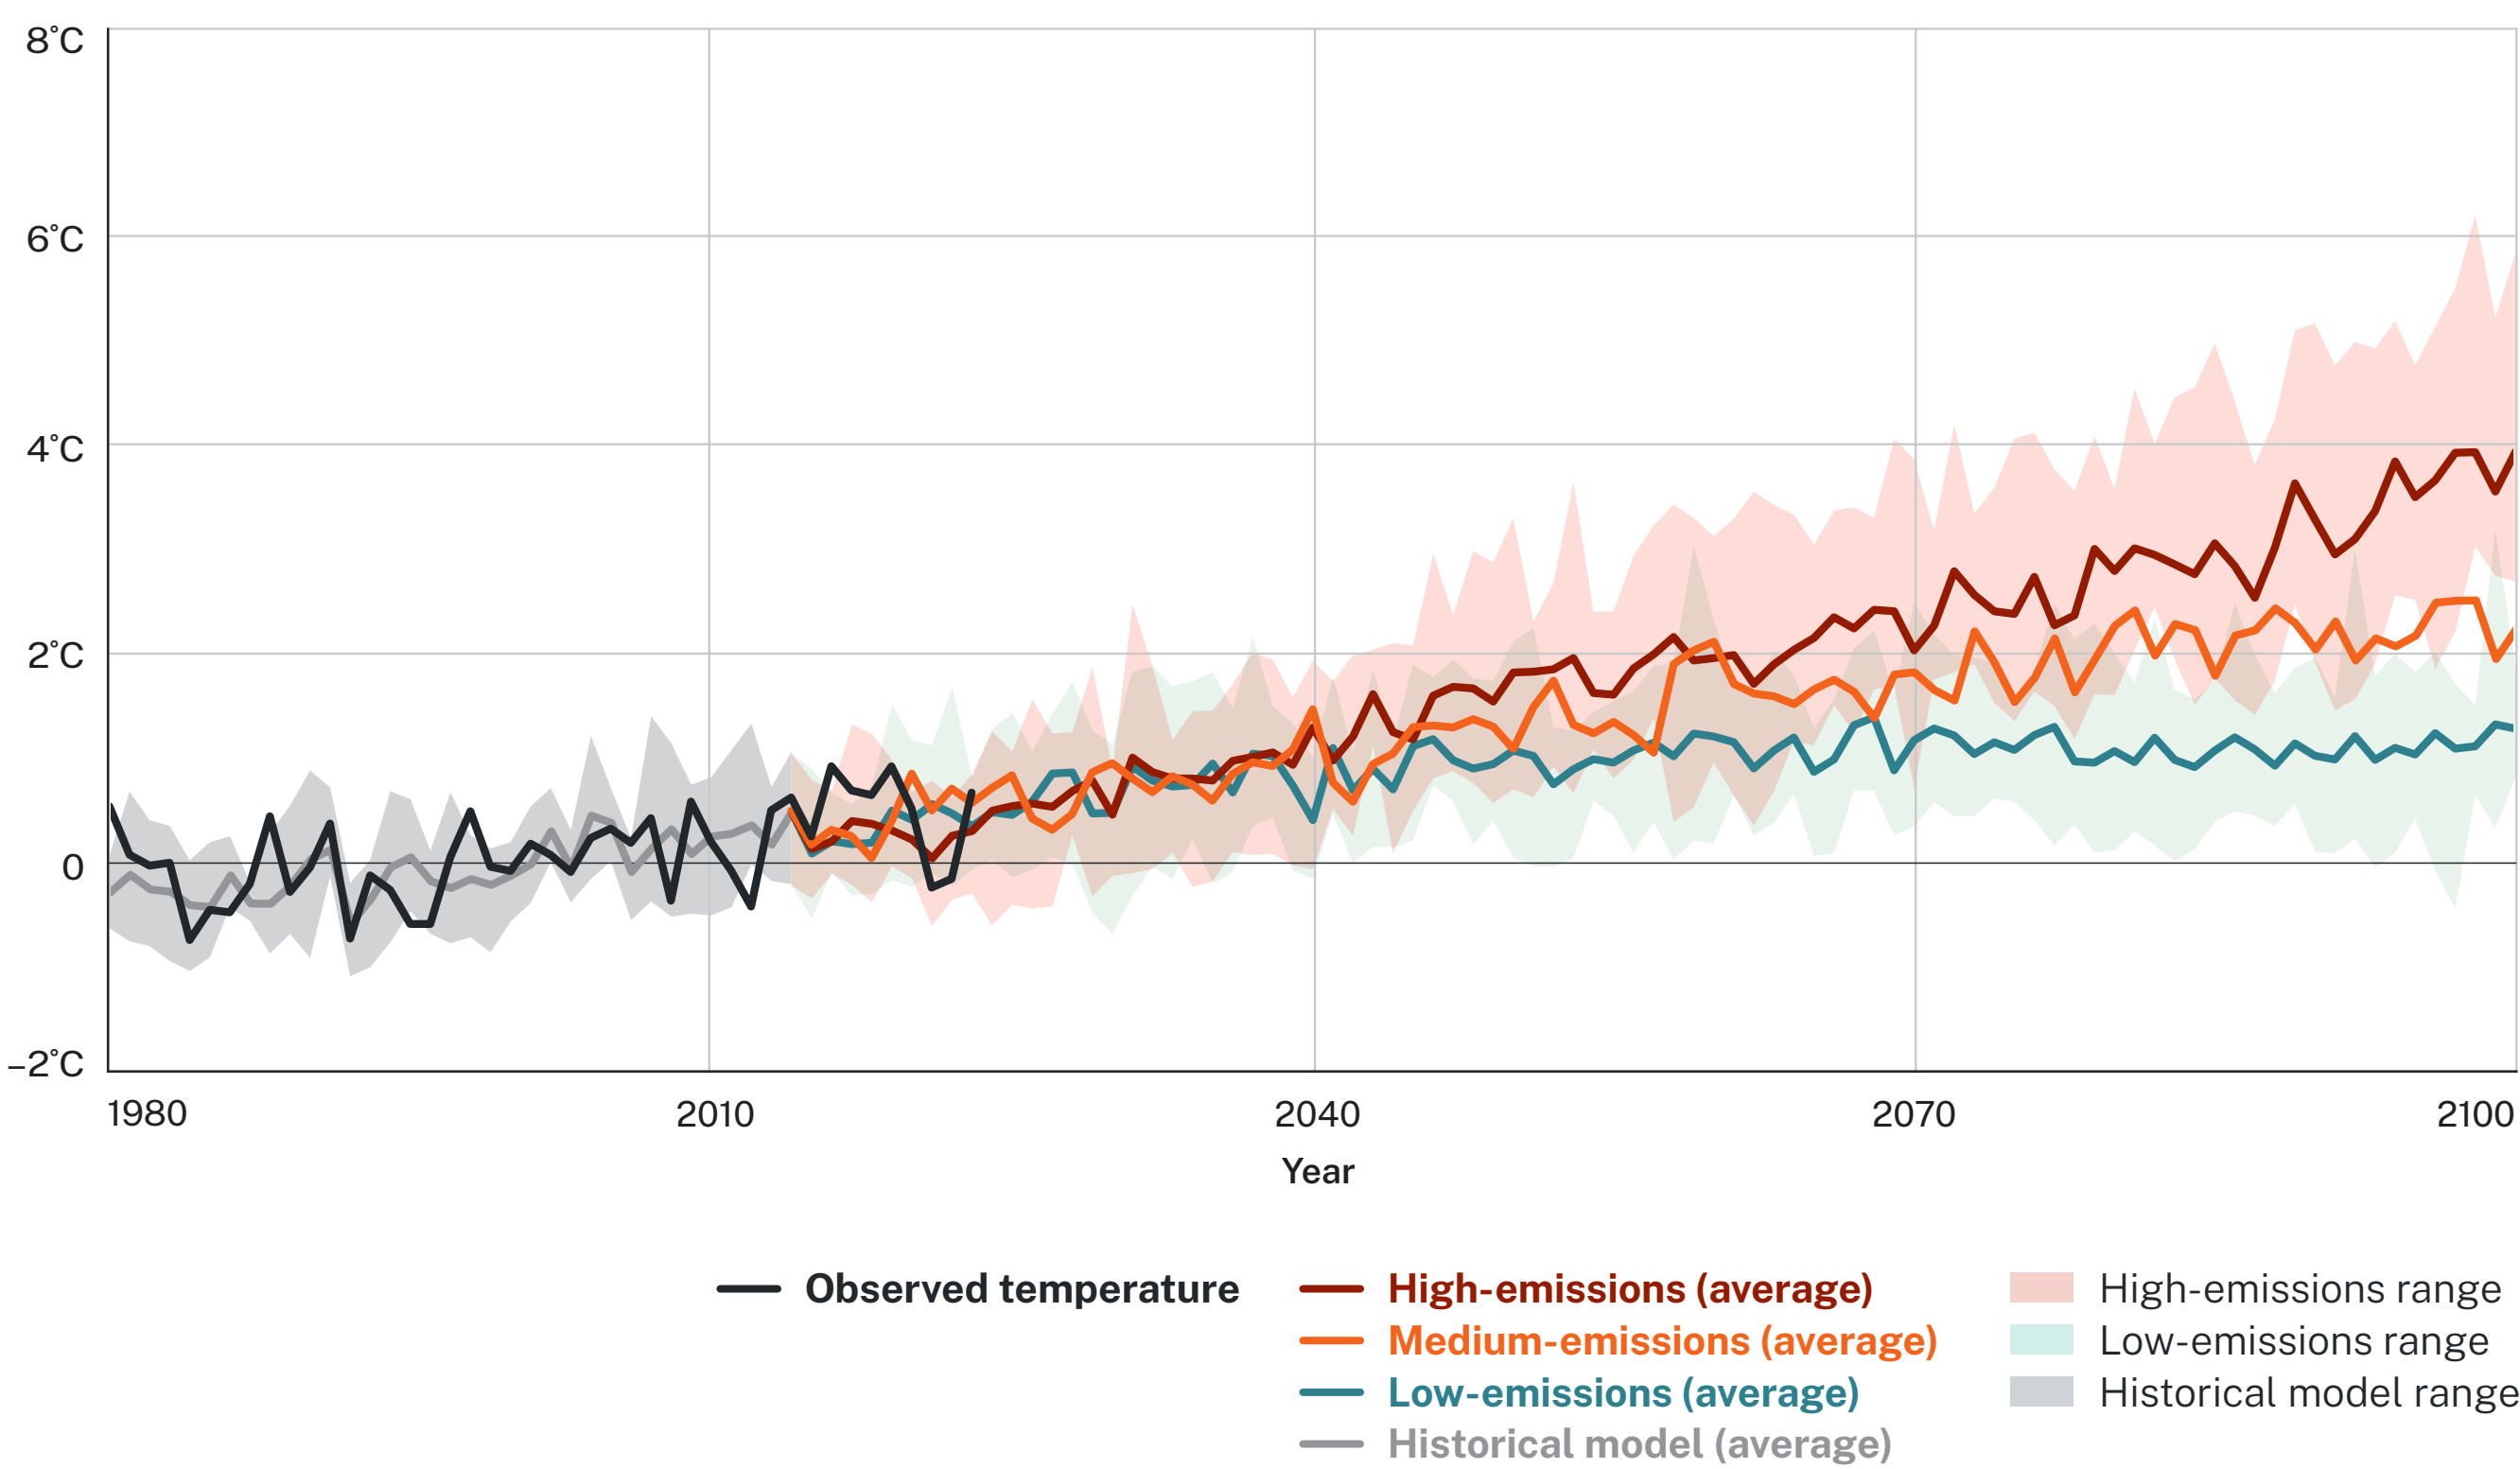 8°C
6°C
4°C
2°C
0
–2°C
1980 2010 2040 2070 2100
Year
Observed temperature
High-emissions (average)
Medium-emissions (average)
Low-emissions (average)
Historical model (average)
High-emissions range
Low-emissions range
Historical model range